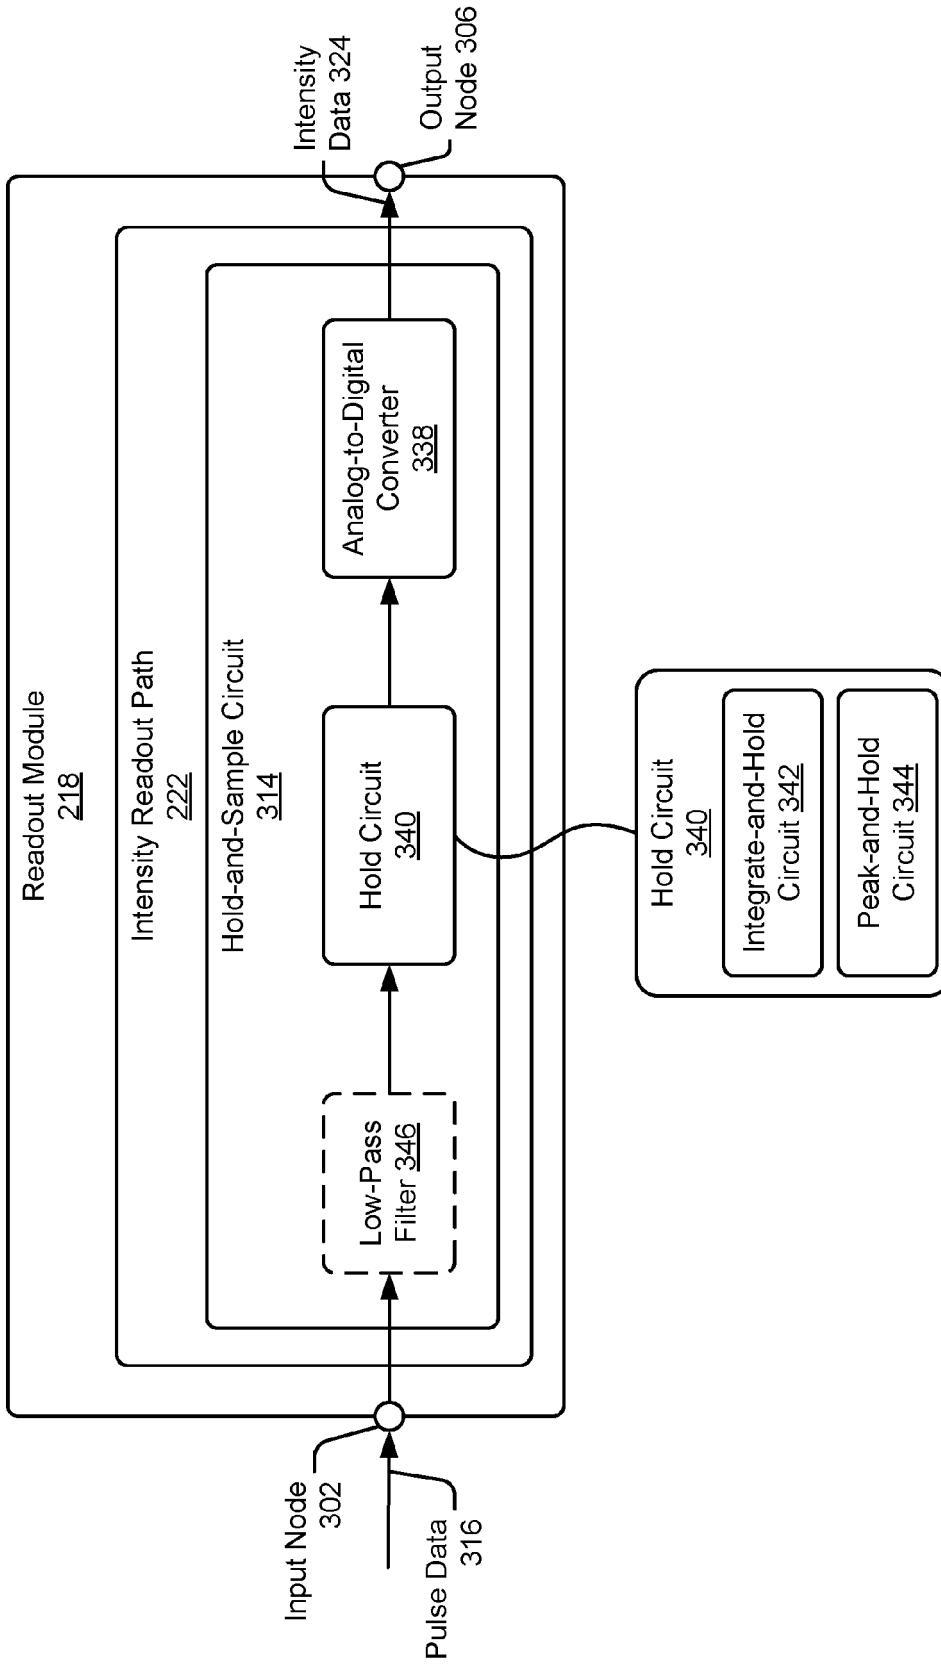 Readout Module
218
Intensity Readout Path
222
Hold-and-Sample Circuit
314
Input Node
302
Pulse Data
316
Low-Pass
Filter 346
Hold Circuit
340
Analog-to-Digital
Converter
338
Intensity
Data 324
Output
Node 306
Hold Circuit
340
Integrate-and-Hold
Circuit 342
Peak-and-Hold
Circuit 344